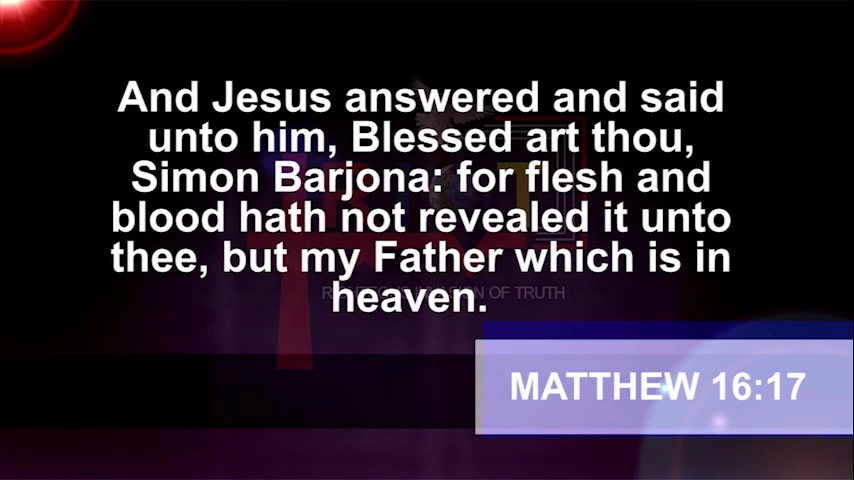 And Jesus answered and said
unto him, Blessed art thou,
Simon Barjona: for flesh and
blood hath not revealed it unto
thee, but my Father which is in
heaven.
OF TRUTH
MATTHEW 16:17